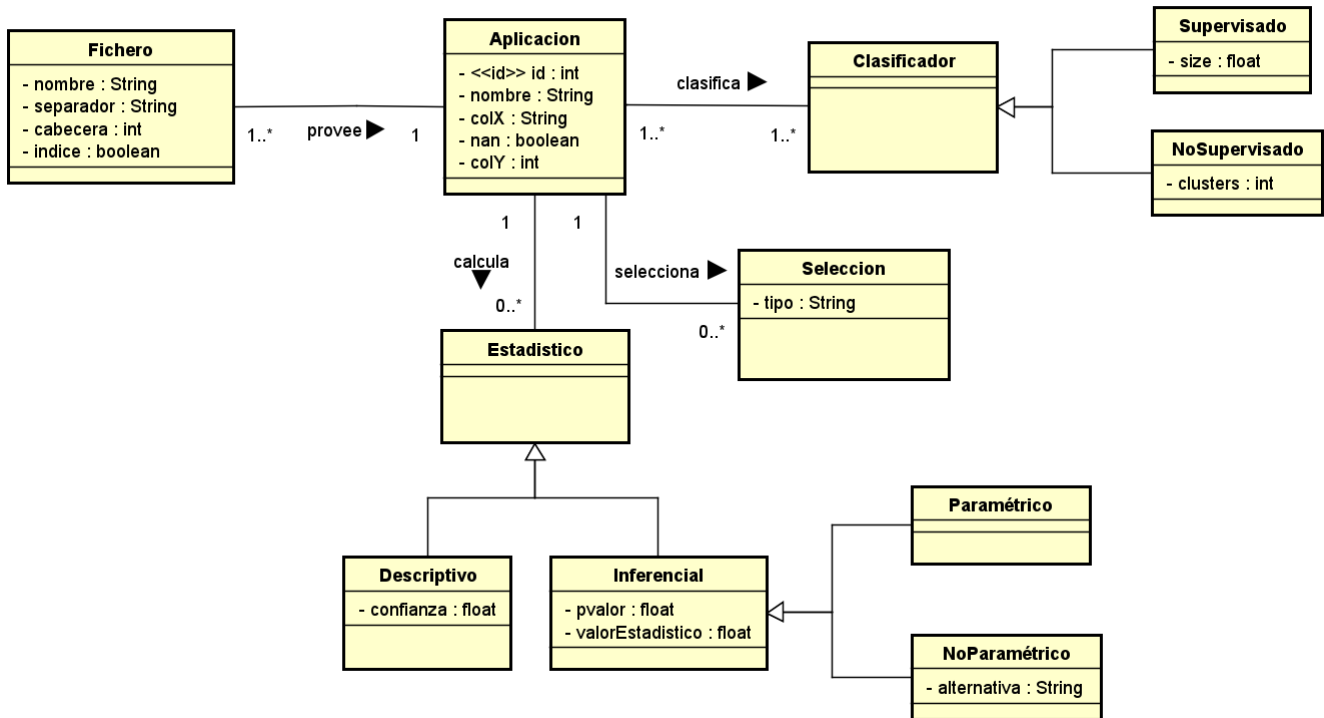 Fichero
- nombre : String
- separador : String
- cabecera : int
- indice : boolean
1..*
provee
1
Aplicacion
- <<id>> id : int
- nombre : String
- colX : String
- nan : boolean
- colY : int
clasifica
1..*
1..*
Clasificador
Supervisado
- size : float
NoSupervisado
- clusters : int
1
calcula
0..*
1
selecciona
0..*
Seleccion
- tipo : String
Estadistico
Descriptivo
- confianza : float
Inferencial
- pvalor : float
- valorEstadistico : float
Paramétrico
NoParamétrico
- alternativa : String